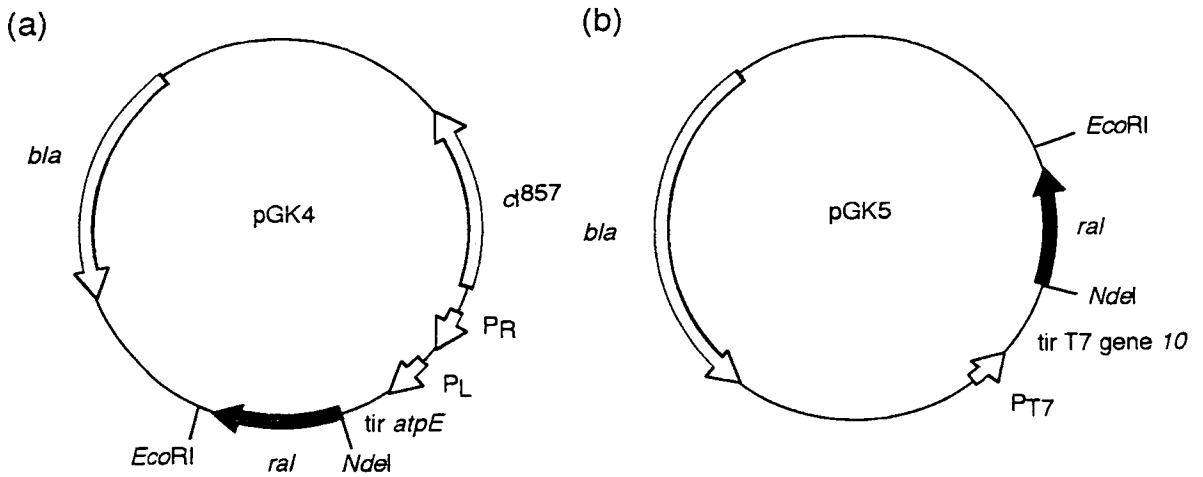 (a)
bla
pGK4
cI857
PR
PL
tir atpE
EcoRI
ral
NdeI
(b)
EcoRI
pGK5
bla
ral
NdeI
tir T7 gene 10
PT7